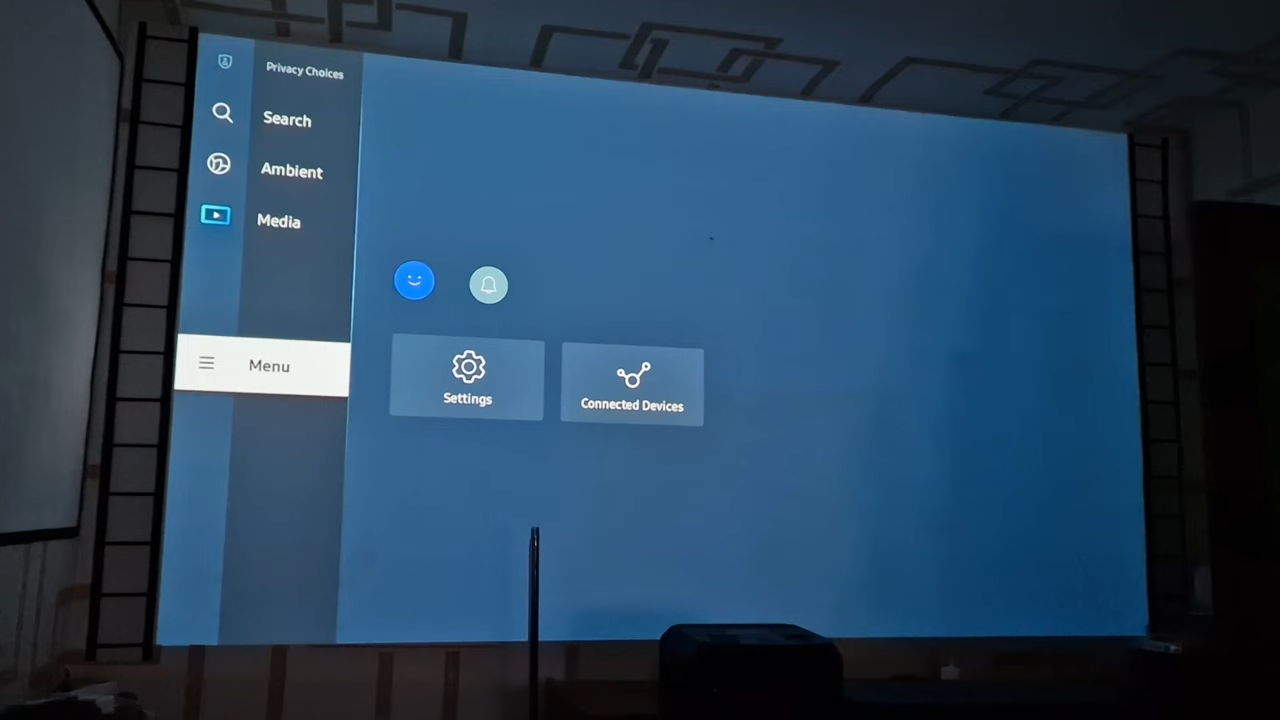 Privacy Choices
Search
Ambient
Media
Menu
Settings
Connected Devices